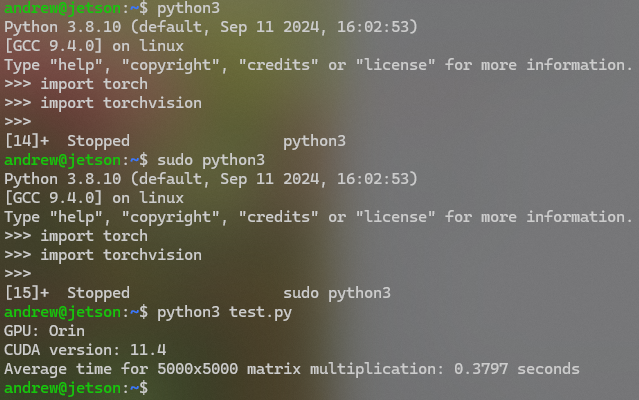 andrew@jetson:~$ python3
Python 3.8.10 (default, Sep 11 2024, 16:02:53)
[GCC 9.4.0] on linux
Type "help", "copyright", "credits" or "license" for more information.
>>> import torch
>>> import torchvision
>>>
[14]+  Stopped                 python3
andrew@jetson:~$ sudo python3
Python 3.8.10 (default, Sep 11 2024, 16:02:53)
[GCC 9.4.0] on linux
Type "help", "copyright", "credits" or "license" for more information.
>>> import torch
>>> import torchvision
>>>
[15]+  Stopped                 sudo python3
andrew@jetson:~$ python3 test.py
GPU: Orin
CUDA version: 11.4
Average time for 5000x5000 matrix multiplication: 0.3797 seconds
andrew@jetson:~$